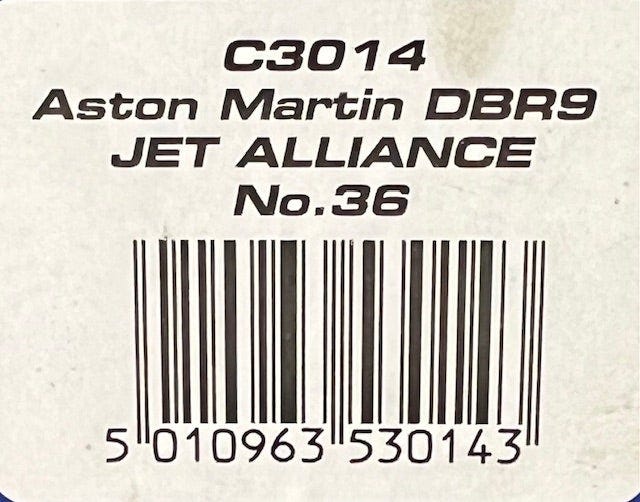 C3014
Aston Martin DBR9
JET ALLIANCE
No.36
5 010963 530143